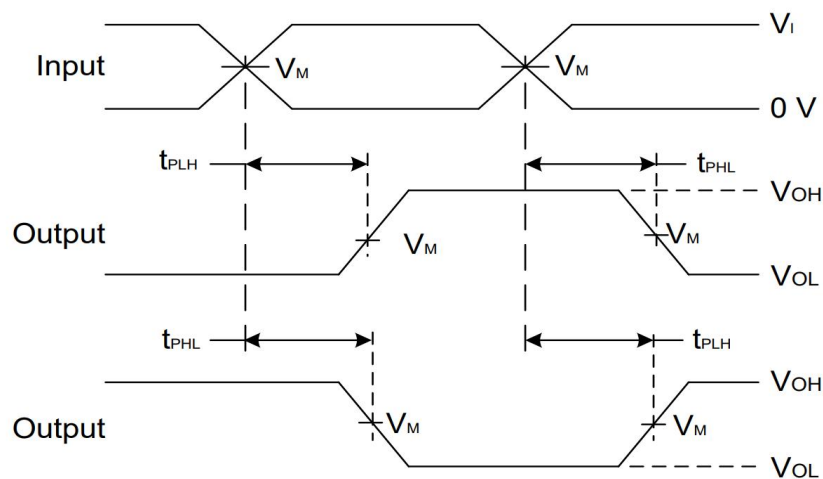 VI
Input
VM
VM
0 V
tPLH
tPHL
VOH
Output
VM
VM
VOL
tPHL
tPLH
VOH
Output
VM
VM
VOL